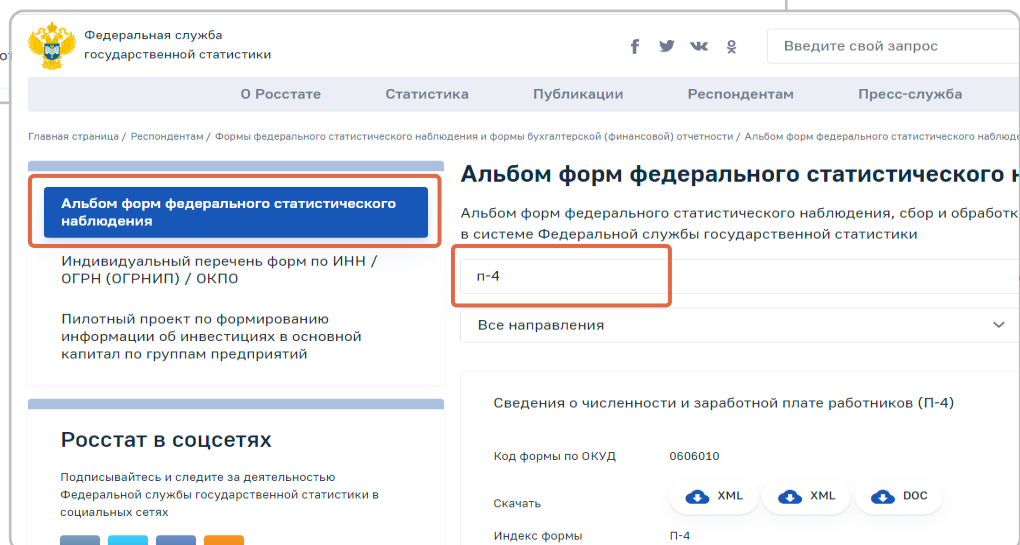 Федеральная служба
государственной статистики
Введите свой запрос
О Росстате Статистика Публикации Респондентам Пресс-служба
Главная страница / Респондентам / Формы федерального статистического наблюдения и формы бухгалтерской (финансовой) отчетности / Альбом форм федерального статистического наблюде
Альбом форм федерального статистического
наблюдения
Индивидуальный перечень форм по ИНН /
ОГРН (ОГРНИП) / ОКПО
Пилотный проект по формированию
информации об инвестициях в основной
капитал по группам предприятий
Росстат в соцсетях
Подписывайтесь и следите за деятельностью
Федеральной службы государственной статистики в
социальных сетях
Альбом форм федерального статистического н
Альбом форм федерального статистического наблюдения, сбор и обработк
в системе Федеральной службы государственной статистики
п-4
Все направления
Сведения о численности и заработной плате работников (П-4)
Код формы по ОКУД 0606010
Скачать XML XML DOC
Индекс формы П-4